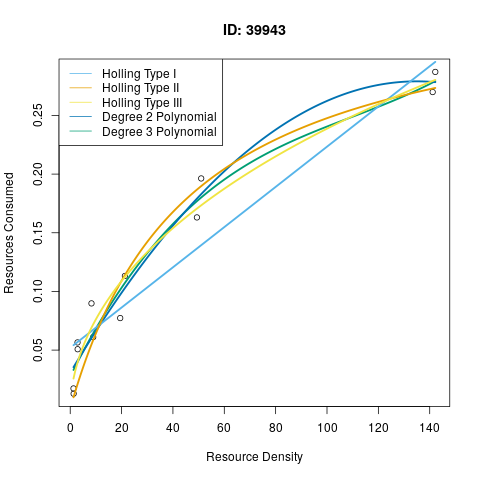 ID: 39943
Holling Type I
Holling Type II
Holling Type III
Degree 2 Polynomial
Degree 3 Polynomial
Resources Consumed
0.25
0.20
0.15
0.10
0.05
0 20 40 60 80 100 120 140
Resource Density